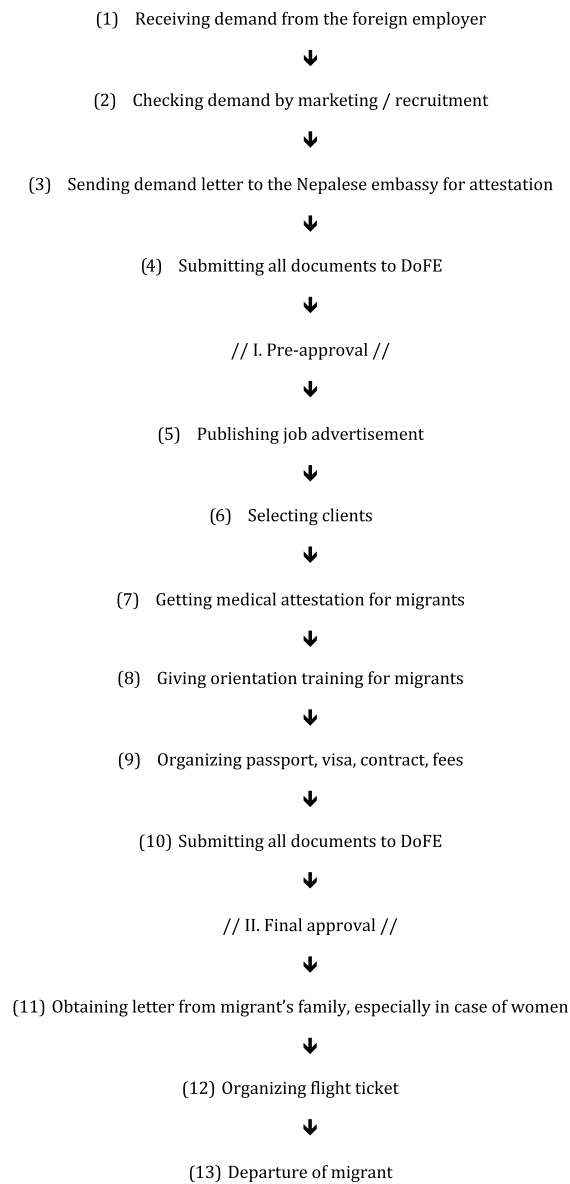 (1) Receiving demand from the foreign employer
(2) Checking demand by marketing / recruitment
(3) Sending demand letter to the Nepalese embassy for attestation
(4) Submitting all documents to DoFE
// I. Pre-approval //
(5) Publishing job advertisement
(6) Selecting clients
(7) Getting medical attestation for migrants
(8) Giving orientation training for migrants
(9) Organizing passport, visa, contract, fees
(10) Submitting all documents to DoFE
// II. Final approval //
(11) Obtaining letter from migrant’s family, especially in case of women
(12) Organizing flight ticket
(13) Departure of migrant